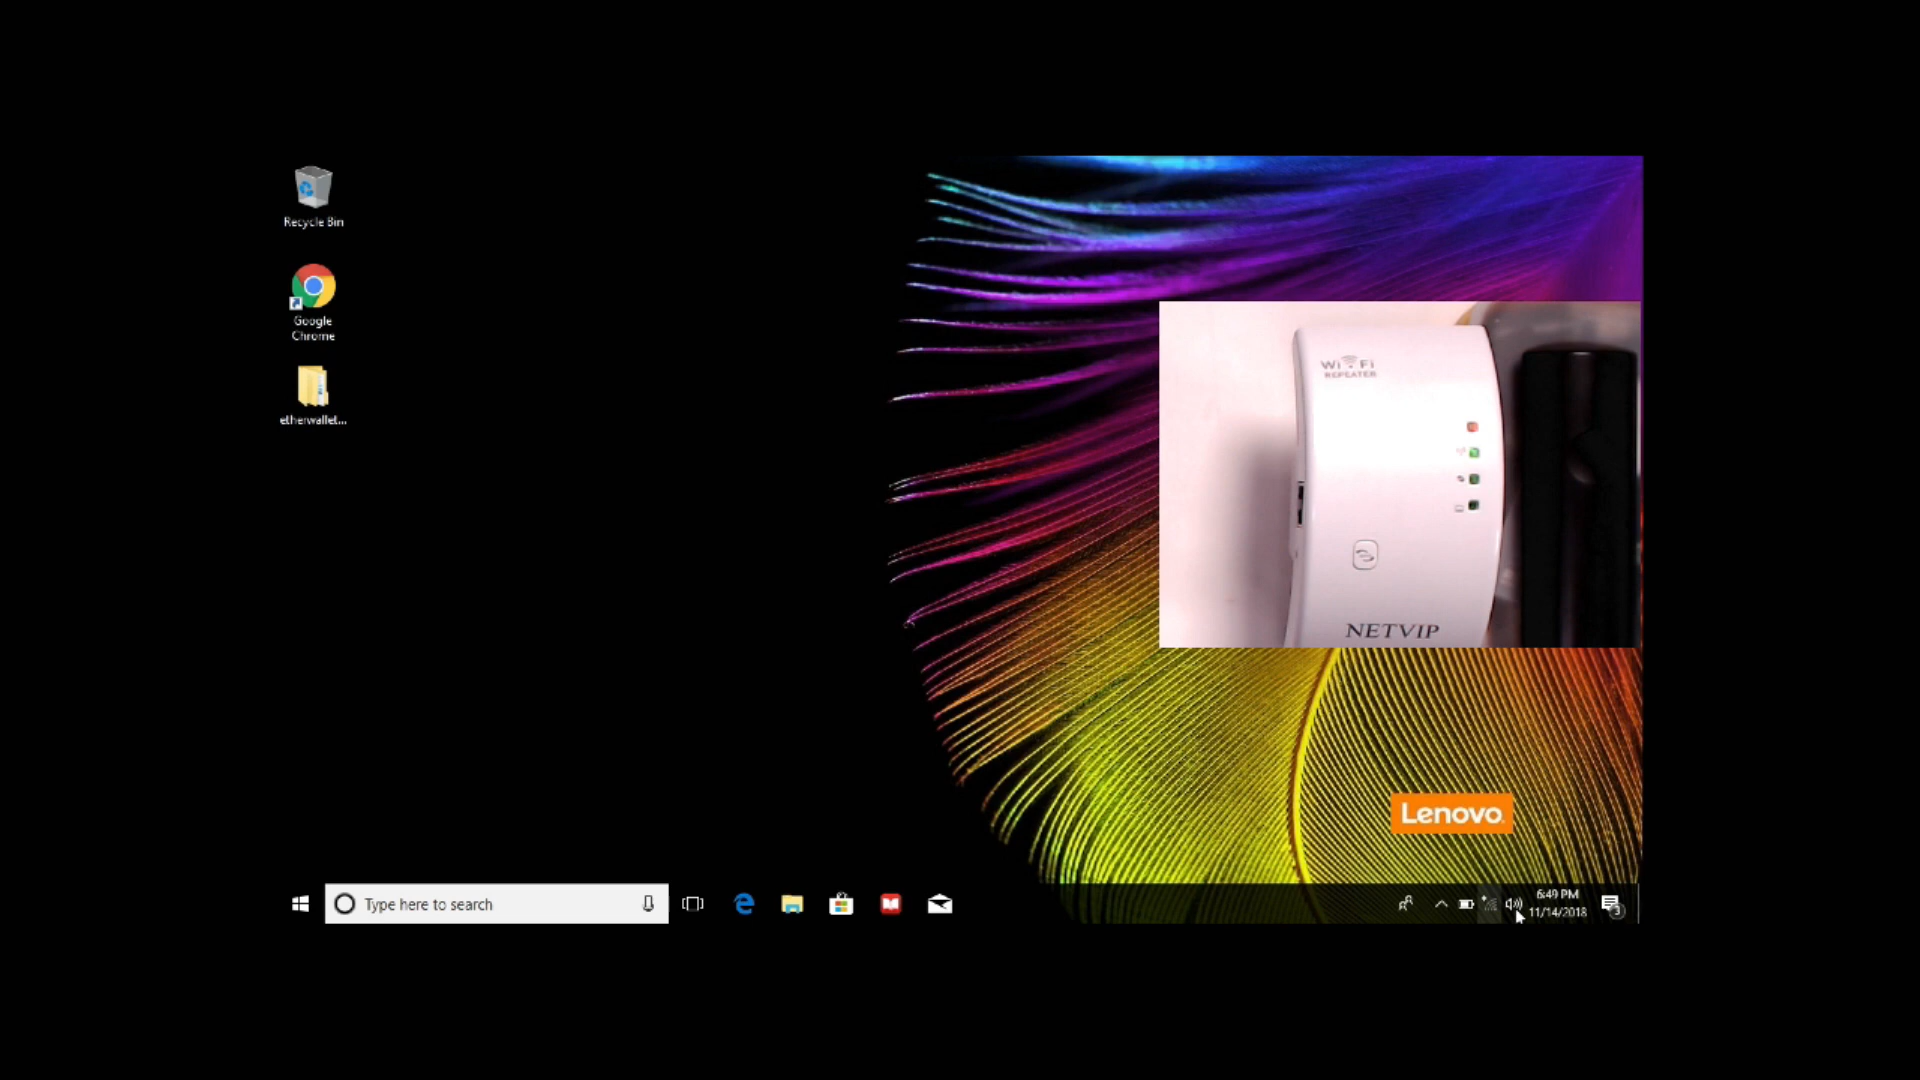 Recycle Bin
Google
Chrome
etherwallet...
Wi Fi
REPEATER
NETVIP
Lenovo
Type here to search
6:49 PM
11/14/2018
3